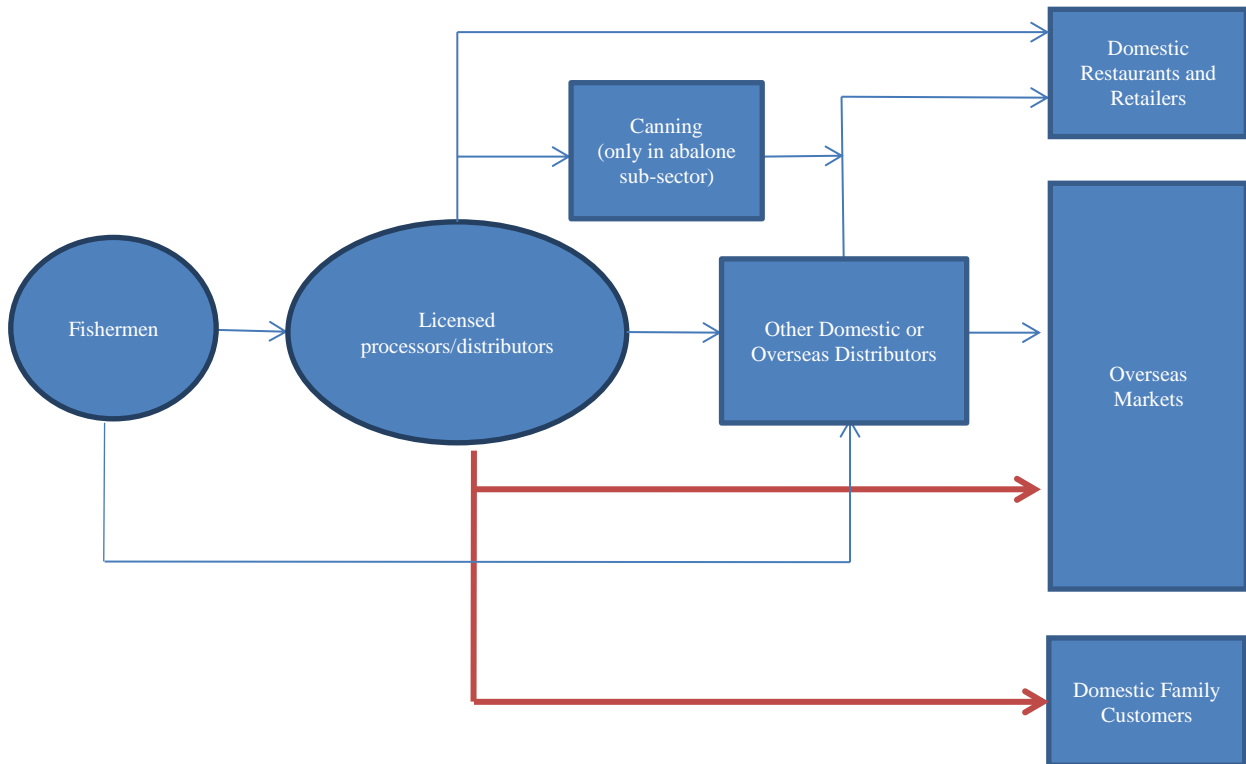 Domestic
Restaurants and
Retailers
Canning
(only in abalone
sub-sector)
Fishermen
Licensed
processors/distributors
Other Domestic or
Overseas Distributors
Overseas
Markets
Domestic Family
Customers